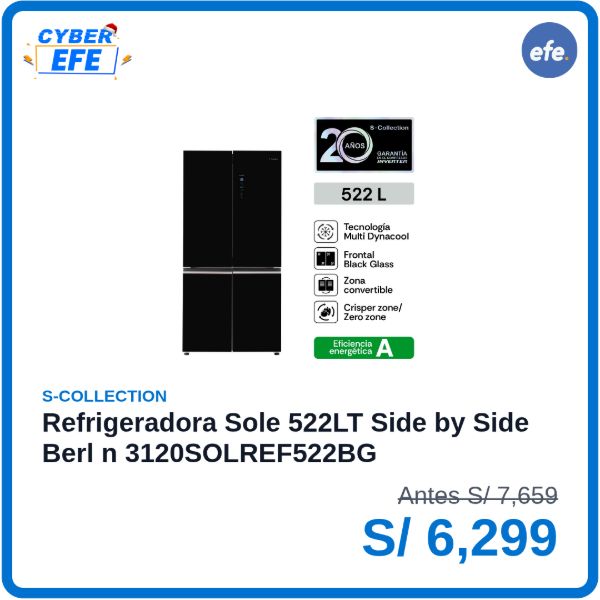 CYBER
EFE
efe.
S-Collection
20 AÑOS
GARANTÍA
INVERTER
522 L
Tecnología
Multi Dynacool
Frontal
Black Glass
Zona
convertible
Crisper zone/
Zero zone
Eficiencia
energética A
S-COLLECTION
Refrigeradora Sole 522LT Side by Side
Berl n 3120SOLREF522BG
Antes S/ 7,659
S/ 6,299